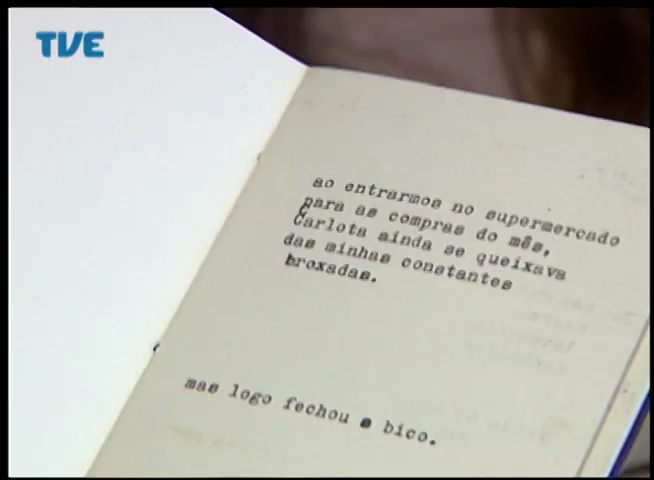 TVE
ao entrarmos no supermercado
para as compras do mês,
Carlota ainda se queixava
das minhas constantes
broxadas.
mas logo fechou o bico.